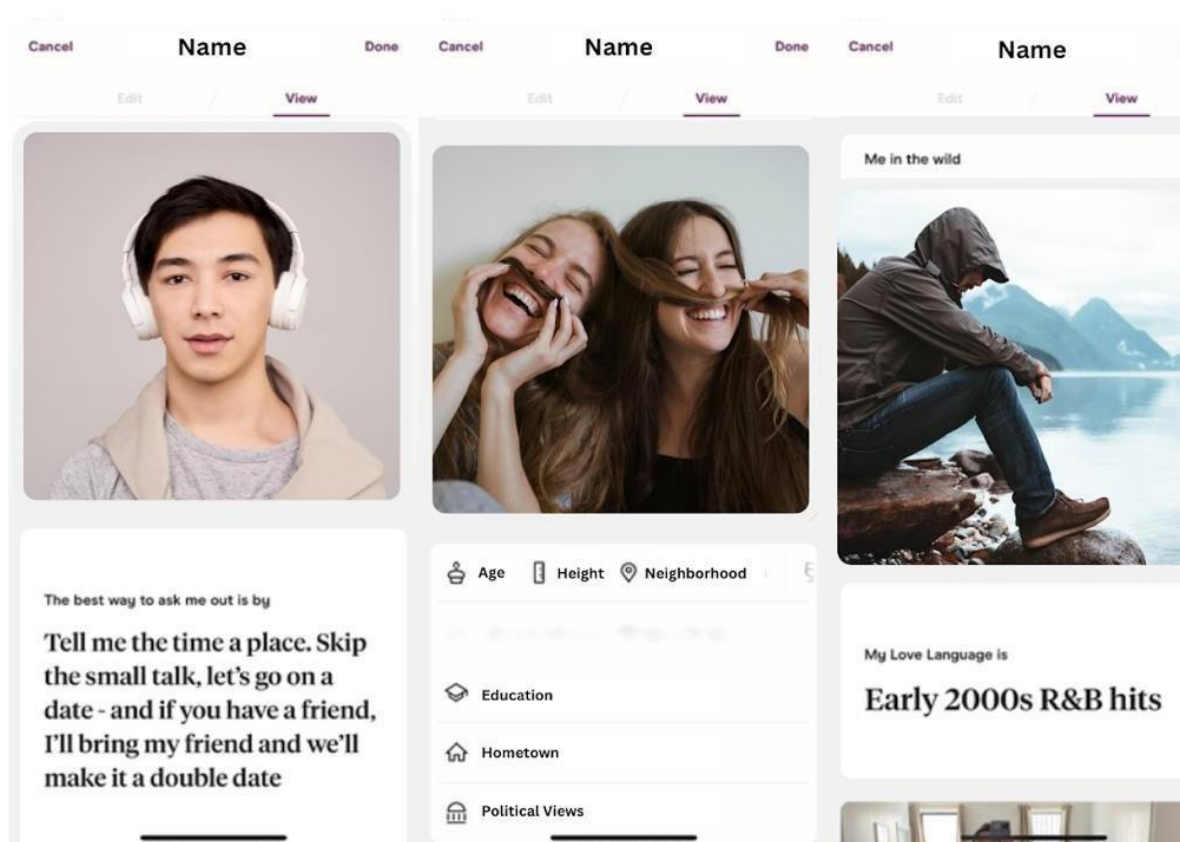 Cancel
Name
Done
Edit / View
The best way to ask me out is by
Tell me the time a place. Skip
the small talk, let's go on a
date - and if you have a friend,
I'll bring my friend and we'll
make it a double date
Cancel
Name
Done
Edit / View
Age
Height
Neighborhood
Education
Hometown
Political Views
Cancel
Name
Edit / View
Me in the wild
My Love Language is
Early 2000s R&B hits